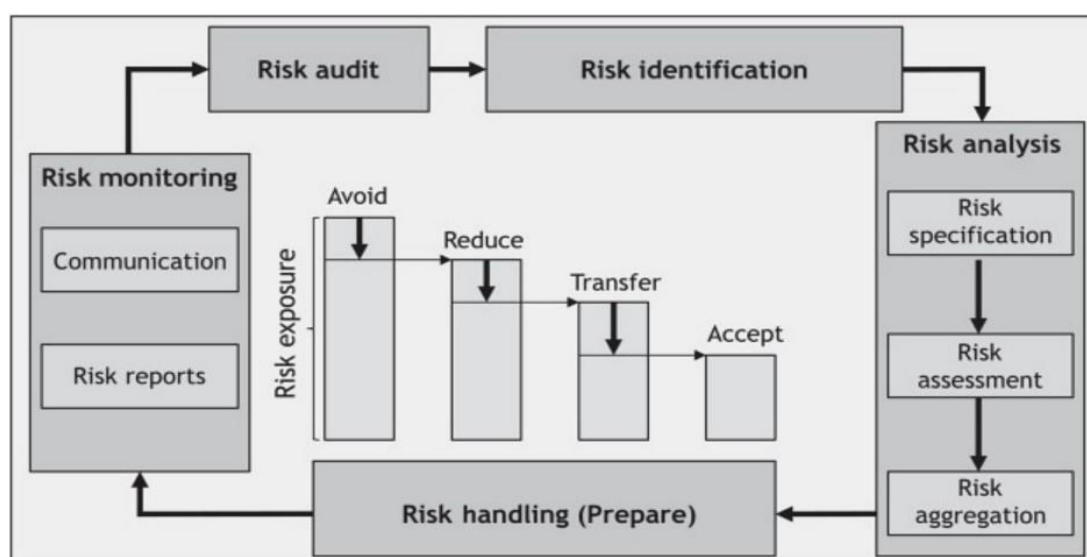 Risk audit
Risk identification
Risk analysis
Risk
specification
Risk
assessment
Risk
aggregation
Risk handling (Prepare)
Risk monitoring
Communication
Risk reports
Risk exposure
Avoid
Reduce
Transfer
Accept